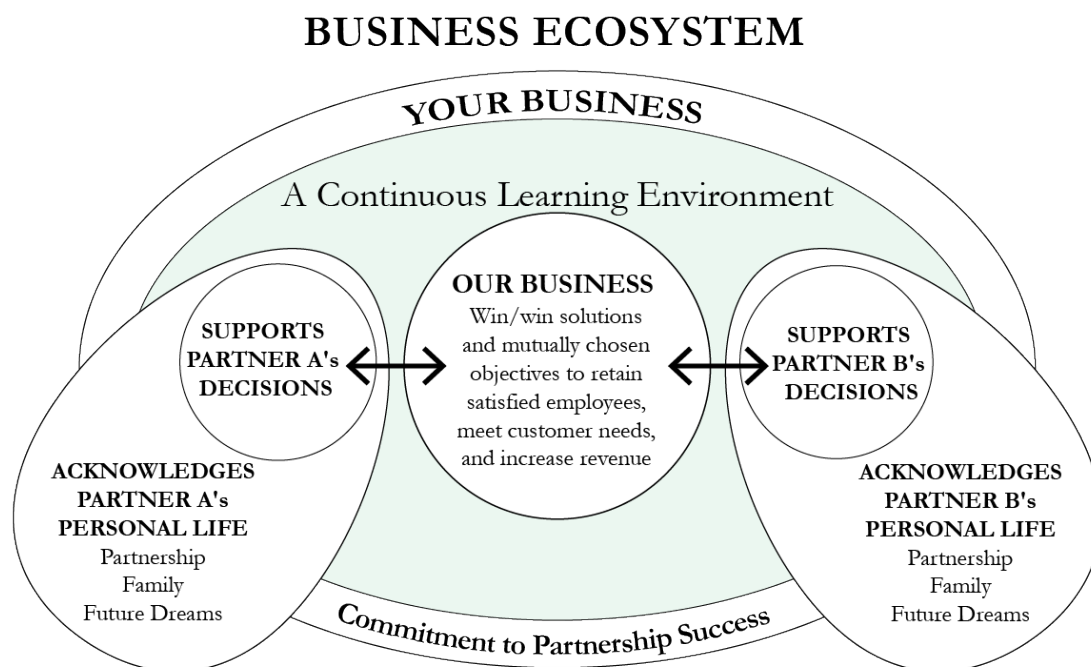 BUSINESS ECOSYSTEM
YOUR BUSINESS
A Continuous Learning Environment
SUPPORTS
PARTNER A's
DECISIONS
ACKNOWLEDGES
PARTNER A's
PERSONAL LIFE
Partnership
Family
Future Dreams
OUR BUSINESS
Win/win solutions
and mutually chosen
objectives to retain
satisfied employees,
meet customer needs,
and increase revenue
SUPPORTS
PARTNER B's
DECISIONS
ACKNOWLEDGES
PARTNER B's
PERSONAL LIFE
Partnership
Family
Future Dreams
Commitment to Partnership Success